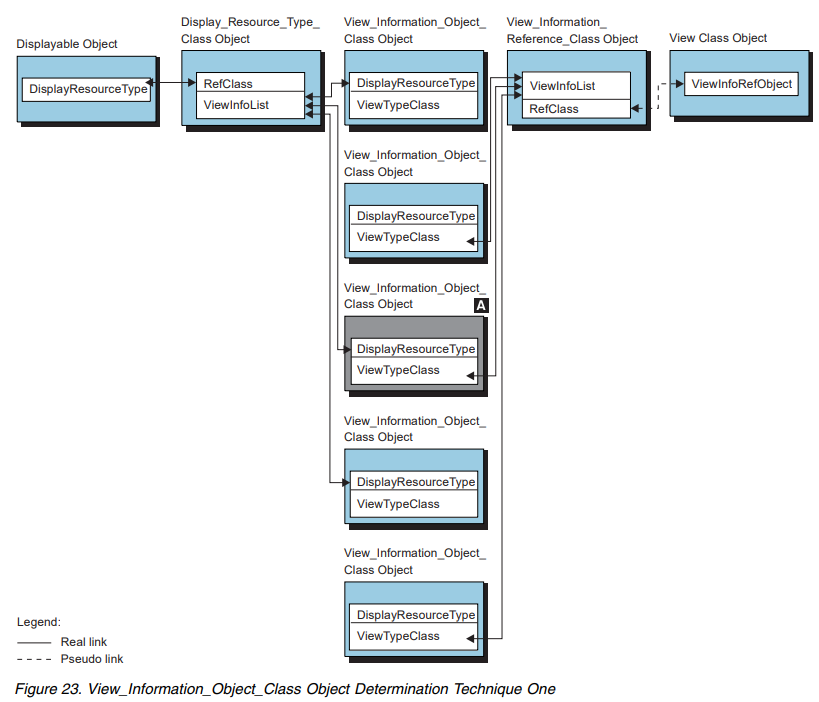 Displayable Object
DisplayResourceType
Display_Resource_Type_
Class Object
RefClass
ViewInfoList
View_Information_Object_
Class Object
DisplayResourceType
ViewTypeClass
View_Information_
Reference_Class Object
ViewInfoList
RefClass
View Class Object
ViewInfoRefObject
View_Information_Object_
Class Object
DisplayResourceType
ViewTypeClass
View_Information_Object_
Class Object
A
DisplayResourceType
ViewTypeClass
View_Information_Object_
Class Object
DisplayResourceType
ViewTypeClass
View_Information_Object_
Class Object
DisplayResourceType
ViewTypeClass
Legend:
Real link
Pseudo link
Figure 23. View_Information_Object_Class Object Determination Technique One